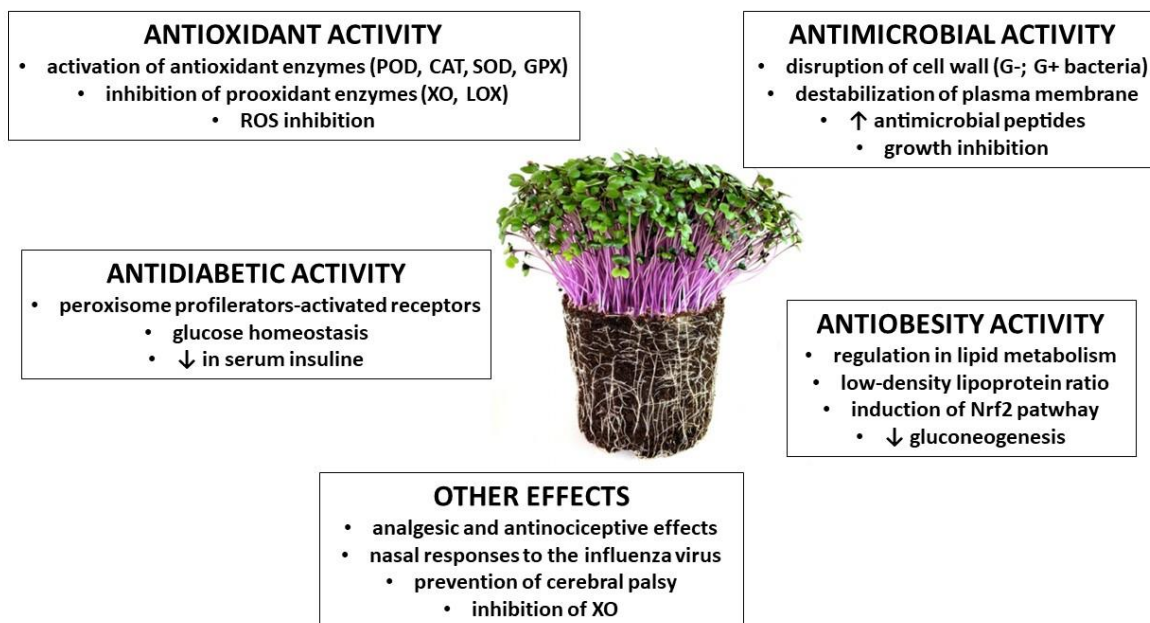 ANTIOXIDANT ACTIVITY
• activation of antioxidant enzymes (POD, CAT, SOD, GPX)
• inhibition of prooxidant enzymes (XO, LOX)
• ROS inhibition
ANTIMICROBIAL ACTIVITY
• disruption of cell wall (G-; G+ bacteria)
• destabilization of plasma membrane
• ↑ antimicrobial peptides
• growth inhibition
ANTIDIABETIC ACTIVITY
• peroxisome profilerators-activated receptors
• glucose homeostasis
• ↓ in serum insuline
ANTIOBESITY ACTIVITY
• regulation in lipid metabolism
• low-density lipoprotein ratio
• induction of Nrf2 patwhay
• ↓ gluconeogenesis
OTHER EFFECTS
• analgesic and antinociceptive effects
• nasal responses to the influenza virus
• prevention of cerebral palsy
• inhibition of XO